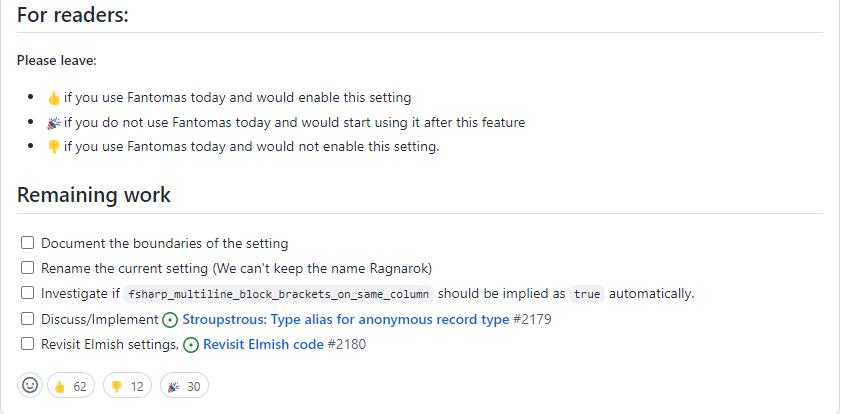 For readers:
Please leave:
👍 if you use Fantomas today and would enable this setting
🎉 if you do not use Fantomas today and would start using it after this feature
👎 if you use Fantomas today and would not enable this setting.
Remaining work
Document the boundaries of the setting
Rename the current setting (We can't keep the name Ragnarok)
Investigate if fsharp_multiline_block_brackets_on_same_column should be implied as true automatically.
Discuss/Implement Stroupstrous: Type alias for anonymous record type #2179
Revisit Elmish settings, Revisit Elmish code #2180
👍 62 👎 12 🎉 30